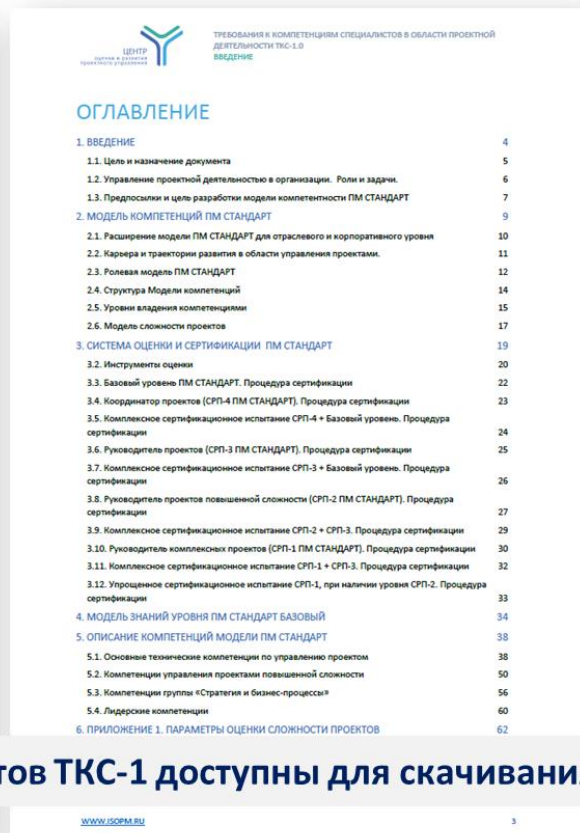 ЦЕНТР
оценки и развития
проектного управления
ТРЕБОВАНИЯ К КОМПЕТЕНЦИЯМ СПЕЦИАЛИСТОВ В ОБЛАСТИ ПРОЕКТНОЙ
ДЕЯТЕЛЬНОСТИ ТКС-1.0
ВВЕДЕНИЕ
ОГЛАВЛЕНИЕ
1. ВВЕДЕНИЕ 4
1.1. Цель и назначение документа 5
1.2. Управление проектной деятельностью в организации. Роли и задачи. 6
1.3. Предпосылки и цель разработки модели компетентности ПМ СТАНДАРТ 7
2. МОДЕЛЬ КОМПЕТЕНЦИЙ ПМ СТАНДАРТ 9
2.1. Расширение модели ПМ СТАНДАРТ для отраслевого и корпоративного уровня 10
2.2. Карьера и траектории развития в области управления проектами. 11
2.3. Ролевая модель ПМ СТАНДАРТ 12
2.4. Структура Модели компетенций 14
2.5. Уровни владения компетенциями 15
2.6. Модель сложности проектов 17
3. СИСТЕМА ОЦЕНКИ И СЕРТИФИКАЦИИ ПМ СТАНДАРТ 19
3.2. Инструменты оценки 20
3.3. Базовый уровень ПМ СТАНДАРТ. Процедура сертификации 22
3.4. Координатор проектов (СРП-4 ПМ СТАНДАРТ). Процедура сертификации 23
3.5. Комплексное сертификационное испытание СРП-4 + Базовый уровень. Процедура
сертификации 24
3.6. Руководитель проектов (СРП-3 ПМ СТАНДАРТ). Процедура сертификации 25
3.7. Комплексное сертификационное испытание СРП-3 + Базовый уровень. Процедура
сертификации 26
3.8. Руководитель проектов повышенной сложности (СРП-2 ПМ СТАНДАРТ). Процедура
сертификации 27
3.9. Комплексное сертификационное испытание СРП-2 + СРП-3. Процедура сертификации 29
3.10. Руководитель комплексных проектов (СРП-1 ПМ СТАНДАРТ). Процедура сертификации 30
3.11. Комплексное сертификационное испытание СРП-1 + СРП-3. Процедура сертификации 32
3.12. Упрощенное сертификационное испытание СРП-1, при наличии уровня СРП-2. Процедура
сертификации 33
4. МОДЕЛЬ ЗНАНИЙ УРОВНЯ ПМ СТАНДАРТ БАЗОВЫЙ 34
5. ОПИСАНИЕ КОМПЕТЕНЦИЙ МОДЕЛИ ПМ СТАНДАРТ 38
5.1. Основные технические компетенции по управлению проектом 38
5.2. Компетенции управления проектами повышенной сложности 50
5.3. Компетенции группы «Стратегия и бизнес-процессы» 56
5.4. Лидерские компетенции 60
6. ПРИЛОЖЕНИЕ 1. ПАРАМЕТРЫ ОЦЕНКИ СЛОЖНОСТИ ПРОЕКТОВ 62
тов ТКС-1 доступны для скачивани
WWW.ISOPM.RU 3